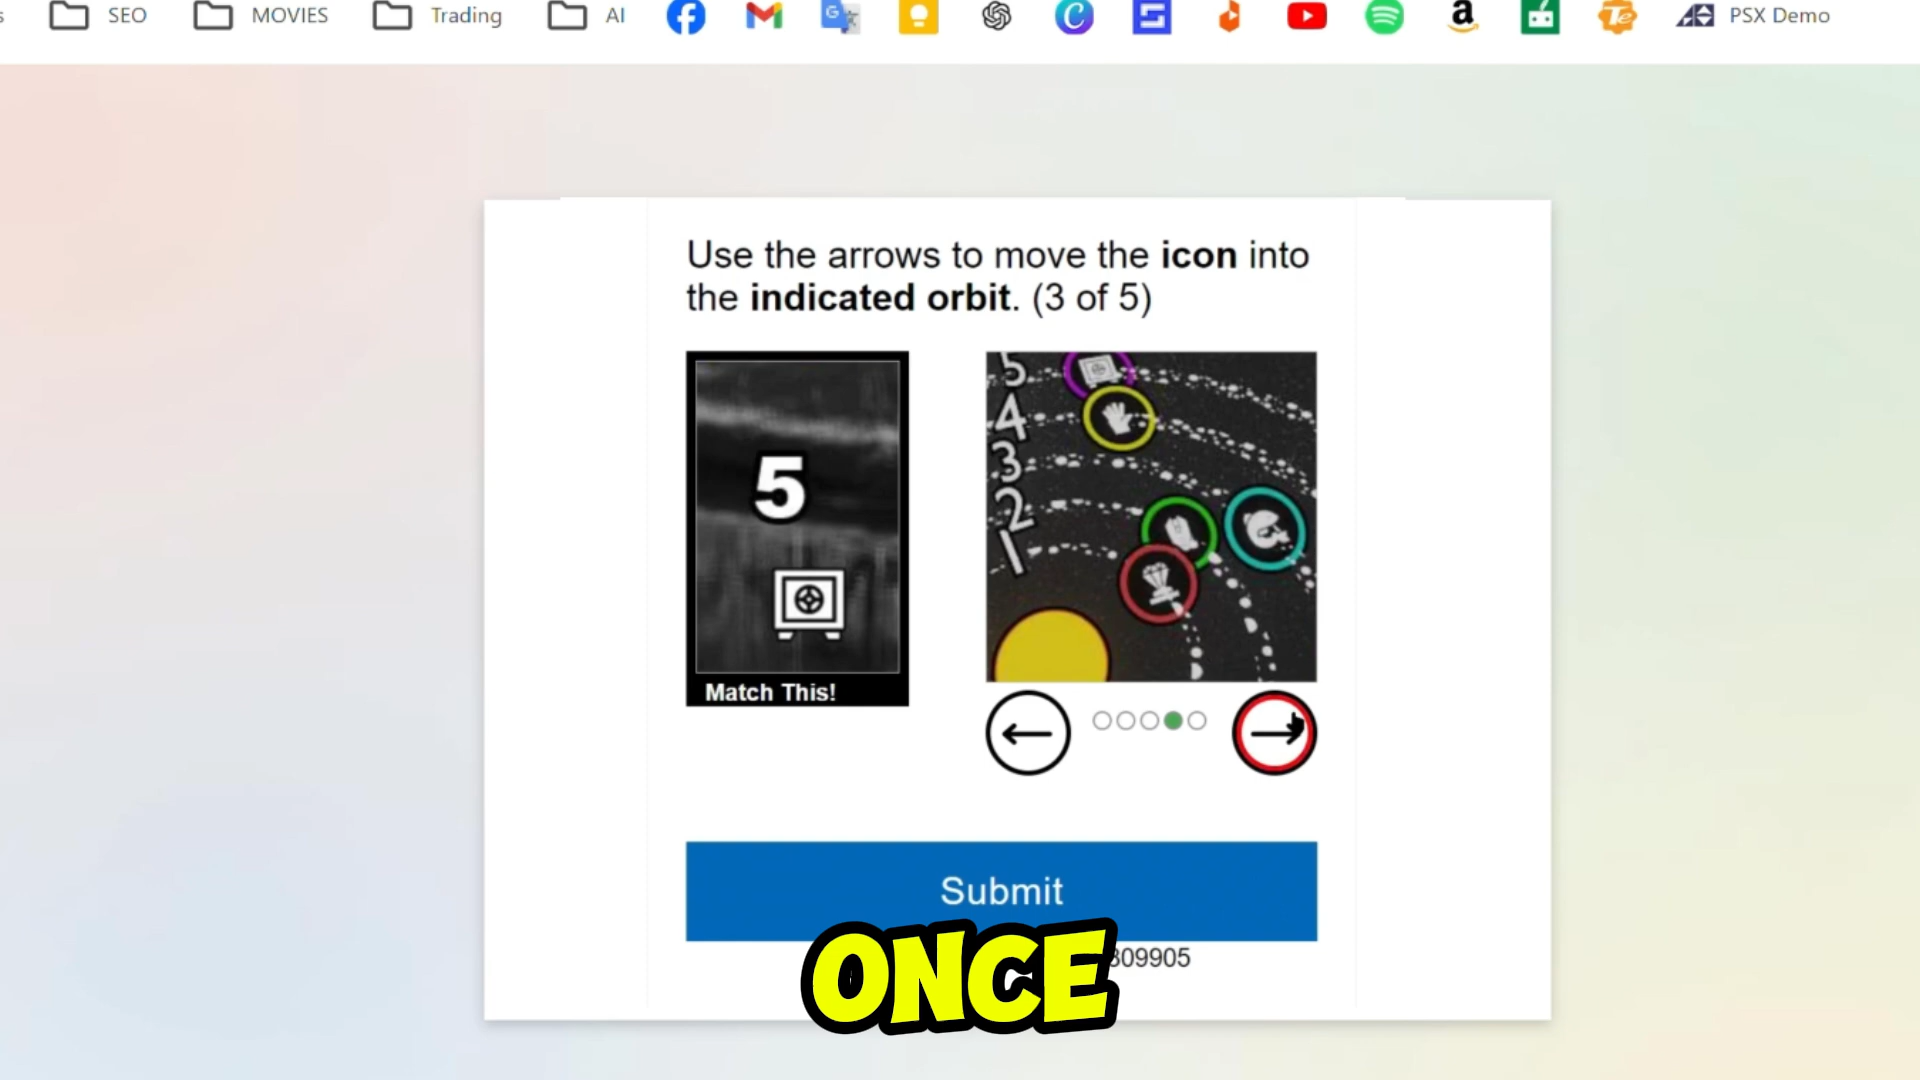 SEO MOVIES Trading AI PSX Demo
Use the arrows to move the icon into
the indicated orbit. (3 of 5)
5
Match This!
5
4
3
2
1
Submit
309905
ONCE